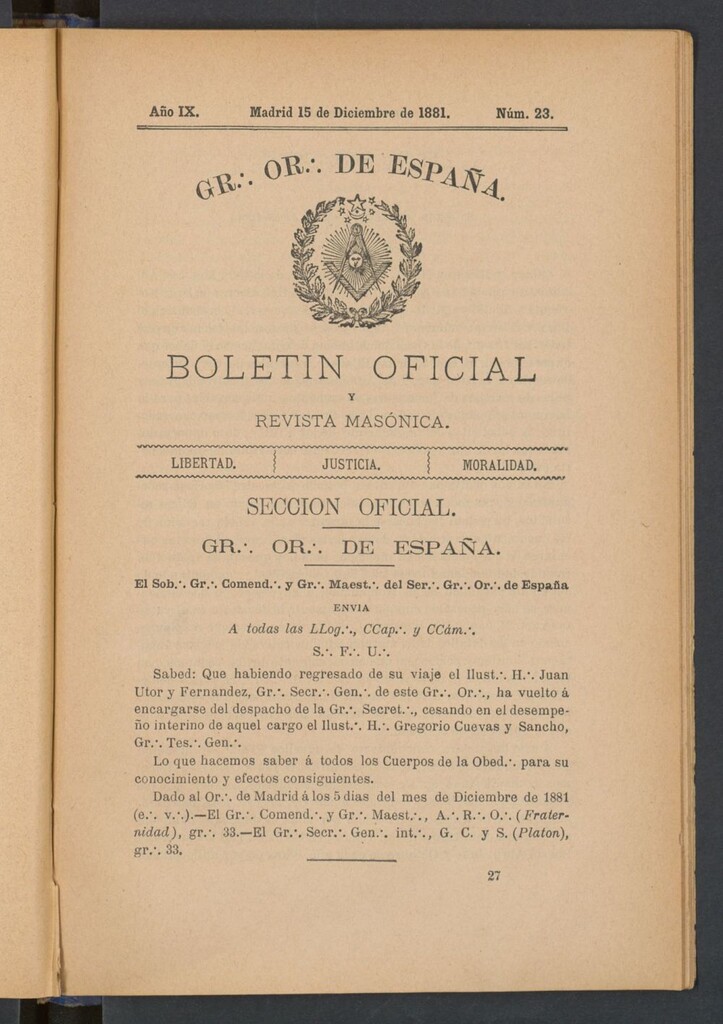 Año IX. Madrid 15 de Diciembre de 1881. Núm. 23.
GR.·. OR.·. DE ESPAÑA.
BOLETIN OFICIAL
Y
REVISTA MASÓNICA.
LIBERTAD. JUSTICIA. MORALIDAD.
SECCION OFICIAL.
GR.·. OR.·. DE ESPAÑA.
El Sob.·. Gr.·. Comend.·. y Gr.·. Maest.·. del Ser.·. Gr.·. Or.·. de España
ENVIA
A todas las LLog.·., CCap.·. y CCám.·.
S.·. F.·. U.·.
Sabed: Que habiendo regresado de su viaje el Ilust.·. H.·. Juan
Utor y Fernandez, Gr.·. Secr.·. Gen.·. de este Gr.·. Or.·., ha vuelto á
encargarse del despacho de la Gr.·. Secret.·., cesando en el desempe-
ño interino de aquel cargo el Ilust.·. H.·. Gregorio Cuevas y Sancho,
Gr.·. Tes.·. Gen.·.
Lo que hacemos saber á todos los Cuerpos de la Obed.·. para su
conocimiento y efectos consiguientes.
Dado al Or.·. de Madrid á los 5 dias del mes de Diciembre de 1881
(e.·. v.·.).—El Gr.·. Comend.·. y Gr.·. Maest.·., A.·. R.·. O.·. (Frater-
nidad), gr.·. 33.—El Gr.·. Secr.·. Gen.·. int.·., G. C. y S. (Platon),
gr.·. 33.
27